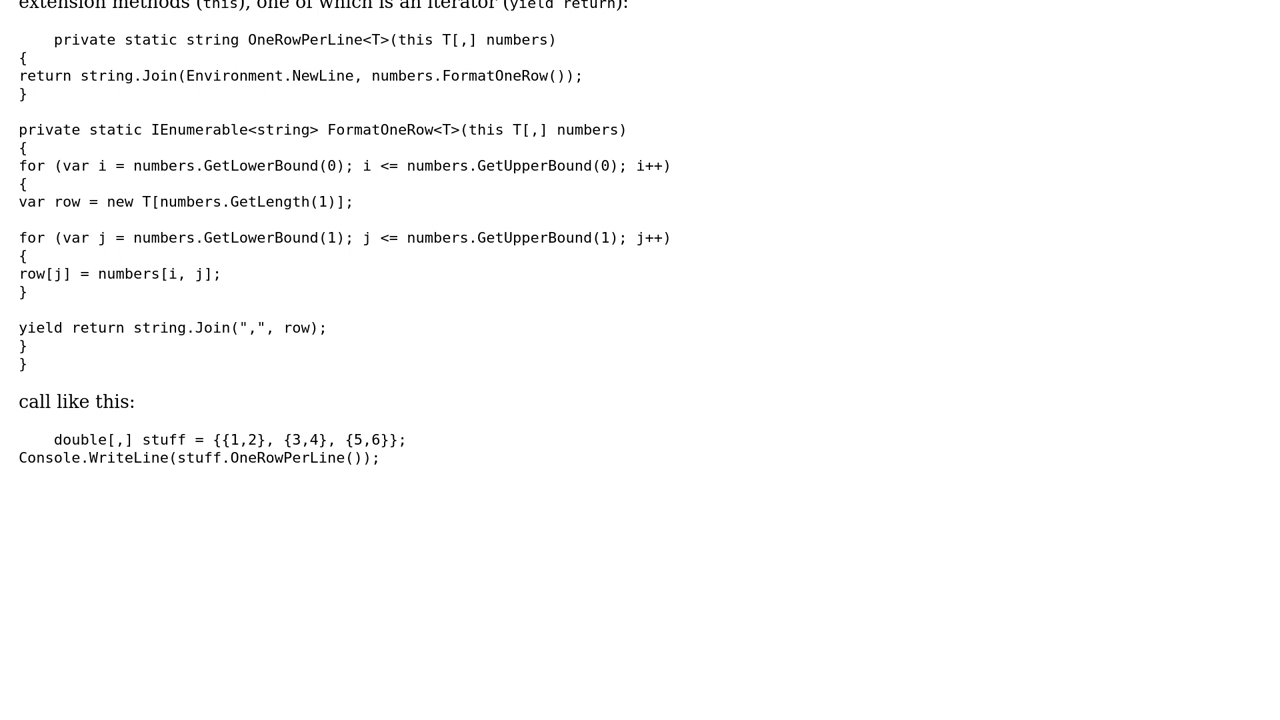 extension methods (this), one of which is an iterator (yield return):
private static string OneRowPerLine<T>(this T[,] numbers)
{
return string.Join(Environment.NewLine, numbers.FormatOneRow());
}
private static IEnumerable<string> FormatOneRow<T>(this T[,] numbers)
{
for (var i = numbers.GetLowerBound(0); i <= numbers.GetUpperBound(0); i++)
{
var row = new T[numbers.GetLength(1)];
for (var j = numbers.GetLowerBound(1); j <= numbers.GetUpperBound(1); j++)
{
row[j] = numbers[i, j];
}
yield return string.Join(",", row);
}
}
call like this:
double[,] stuff = {{1,2}, {3,4}, {5,6}};
Console.WriteLine(stuff.OneRowPerLine());